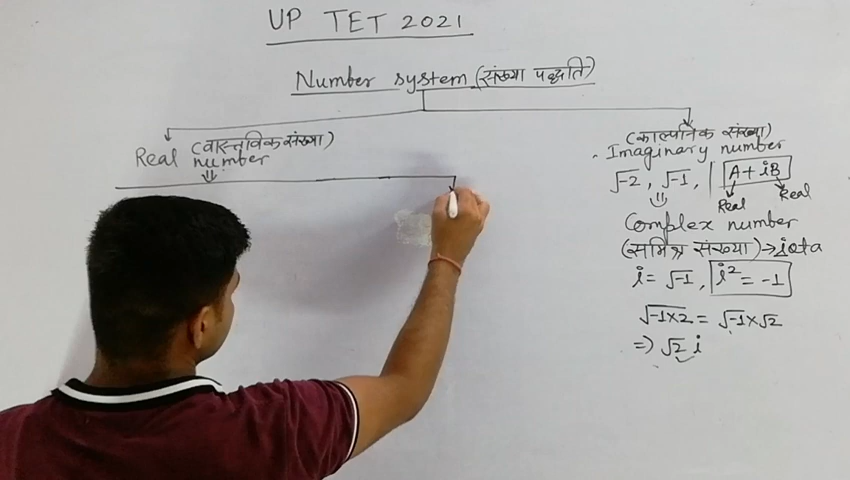 UP TET 2021
Number system (संख्या पद्धति)
(वास्तविक संख्या)
Real number
(काल्पनिक संख्या)
Imaginary number
√-2, √-1, | A + iB
Real Real
Complex number
(समिश्र संख्या) → iota
i = √-1, i² = -1
√-1×2 = √-1 × √2
=> √2 i